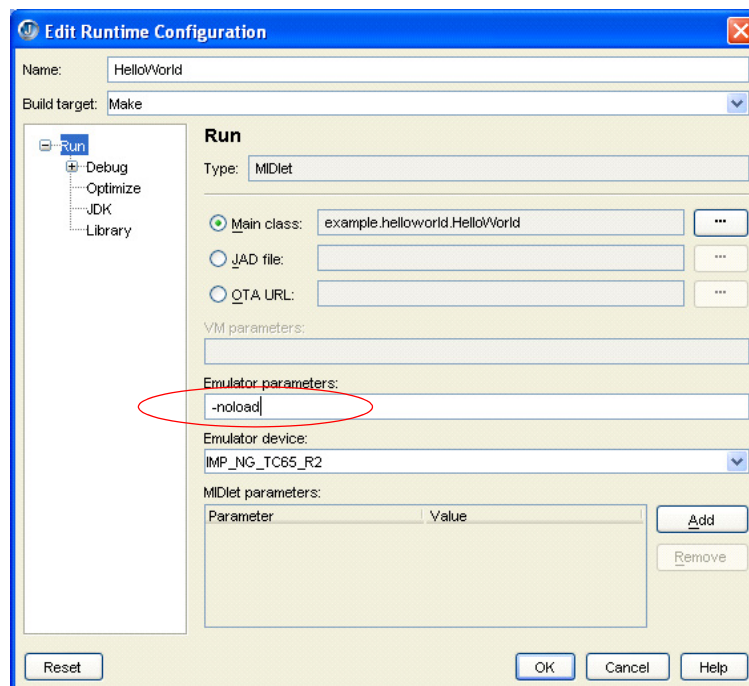 Edit Runtime Configuration
Name: HelloWorld
Build target: Make
Run
Debug
Optimize
JDK
Library
Run
Type: MIDlet
Main class: example.helloworld.HelloWorld ...
JAD file: ...
OTA URL: ...
VM parameters:
Emulator parameters:
-noload
Emulator device:
IMP_NG_TC65_R2
MIDlet parameters:
Parameter Value
Add
Remove
Reset OK Cancel Help